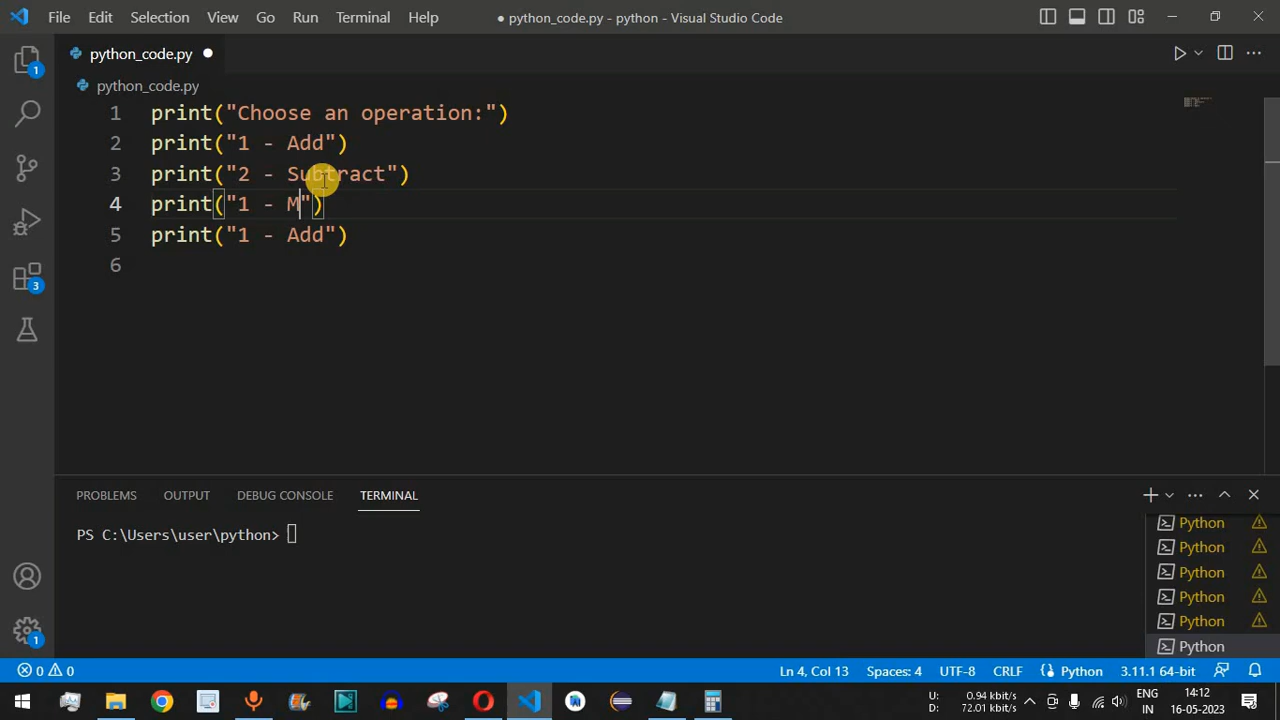 File Edit Selection View Go Run Terminal Help ● python_code.py - python - Visual Studio Code
python_code.py ●
python_code.py
1 print("Choose an operation:")
2 print("1 - Add")
3 print("2 - Subtract")
4 print("1 - M")
5 print("1 - Add")
6
1
3
1
PROBLEMS OUTPUT DEBUG CONSOLE TERMINAL
PS C:\Users\user\python>
Python
Python
Python
Python
Python
Python
0 0 Ln 4, Col 13 Spaces: 4 UTF-8 CRLF Python 3.11.1 64-bit
U: 0.94 kbit/s ENG 14:12
D: 72.01 kbit/s IN 16-05-2023